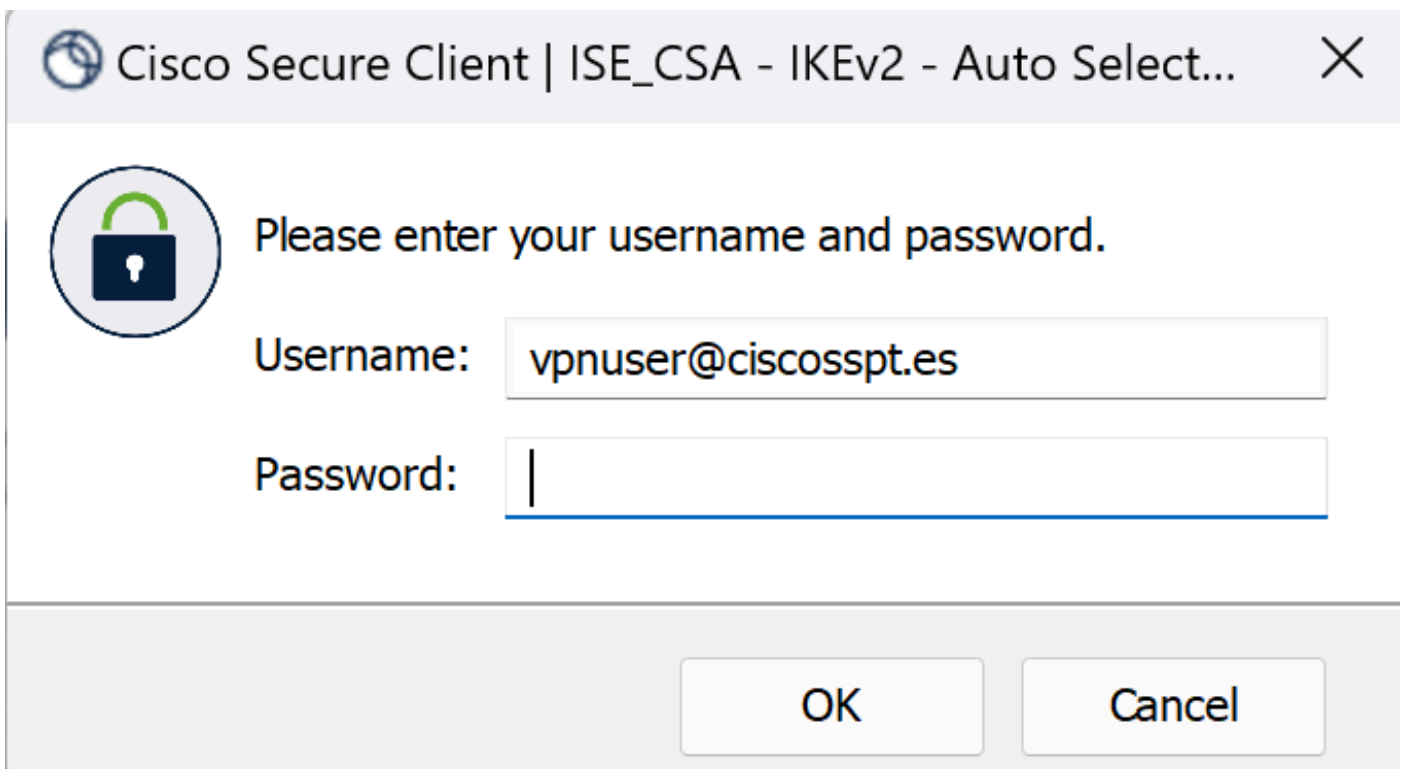 Cisco Secure Client | ISE_CSA - IKEv2 - Auto Select...
Please enter your username and password.
Username: vpnuser@ciscosspt.es
Password:
OK Cancel